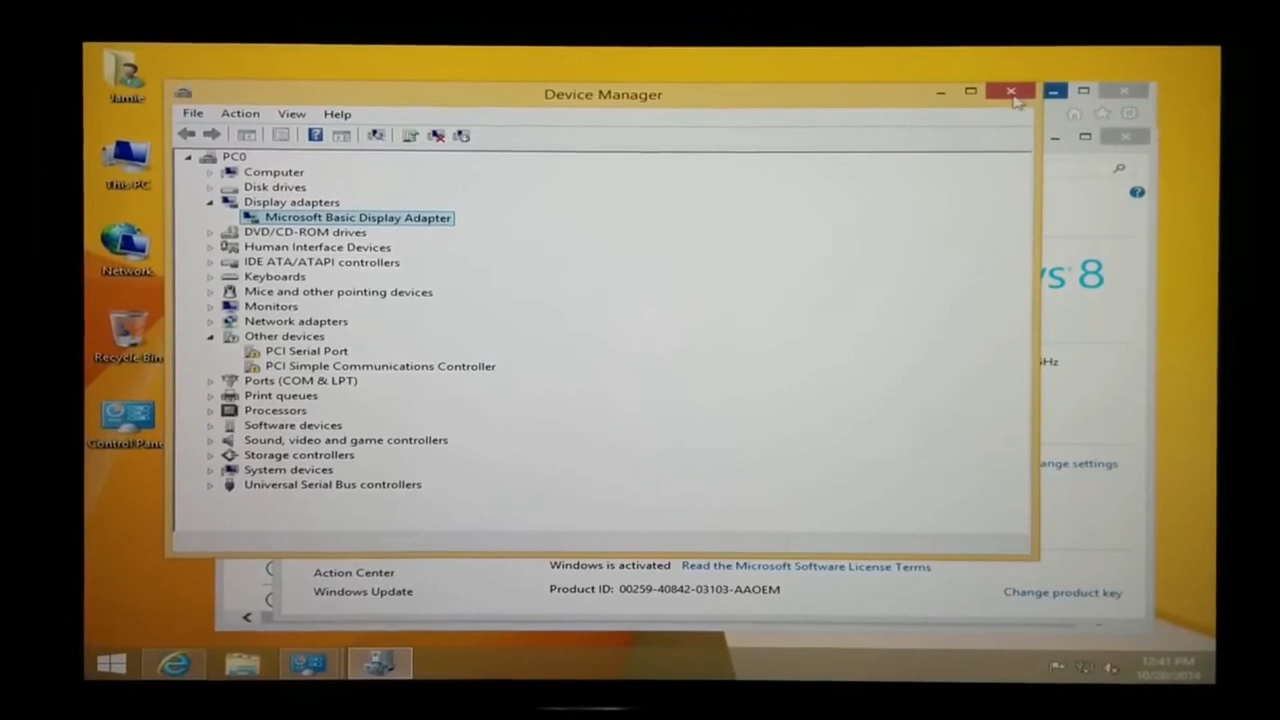 Jamie
This PC
Network
Recycle Bin
Control Pane
Device Manager
File Action View Help
PC0
Computer
Disk drives
Display adapters
Microsoft Basic Display Adapter
DVD/CD-ROM drives
Human Interface Devices
IDE ATA/ATAPI controllers
Keyboards
Mice and other pointing devices
Monitors
Network adapters
Other devices
PCI Serial Port
PCI Simple Communications Controller
Ports (COM & LPT)
Print queues
Processors
Software devices
Sound, video and game controllers
Storage controllers
System devices
Universal Serial Bus controllers
ys 8
Hz
ange settings
Action Center
Windows Update
Windows is activated Read the Microsoft Software License Terms
Product ID: 00259-40842-03103-AAOEM
Change product key
12:41 PM
10/20/2014